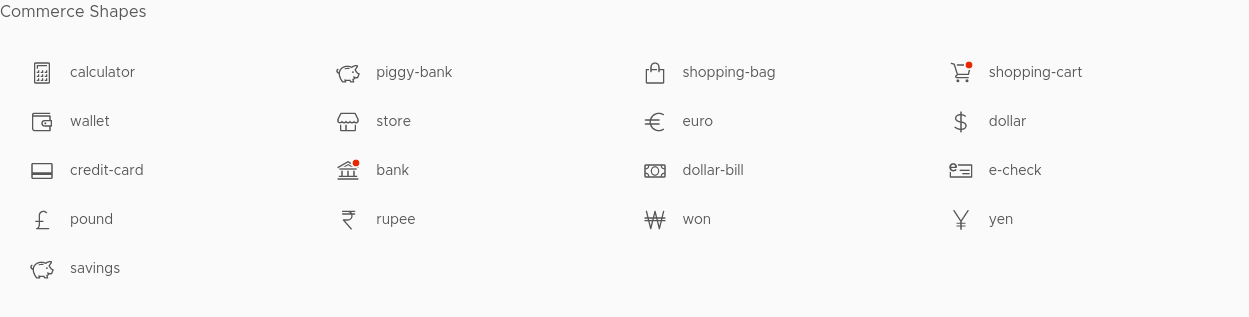 Commerce Shapes
calculator piggy-bank shopping-bag shopping-cart
wallet store euro dollar
credit-card bank dollar-bill e-check
pound rupee won yen
savings